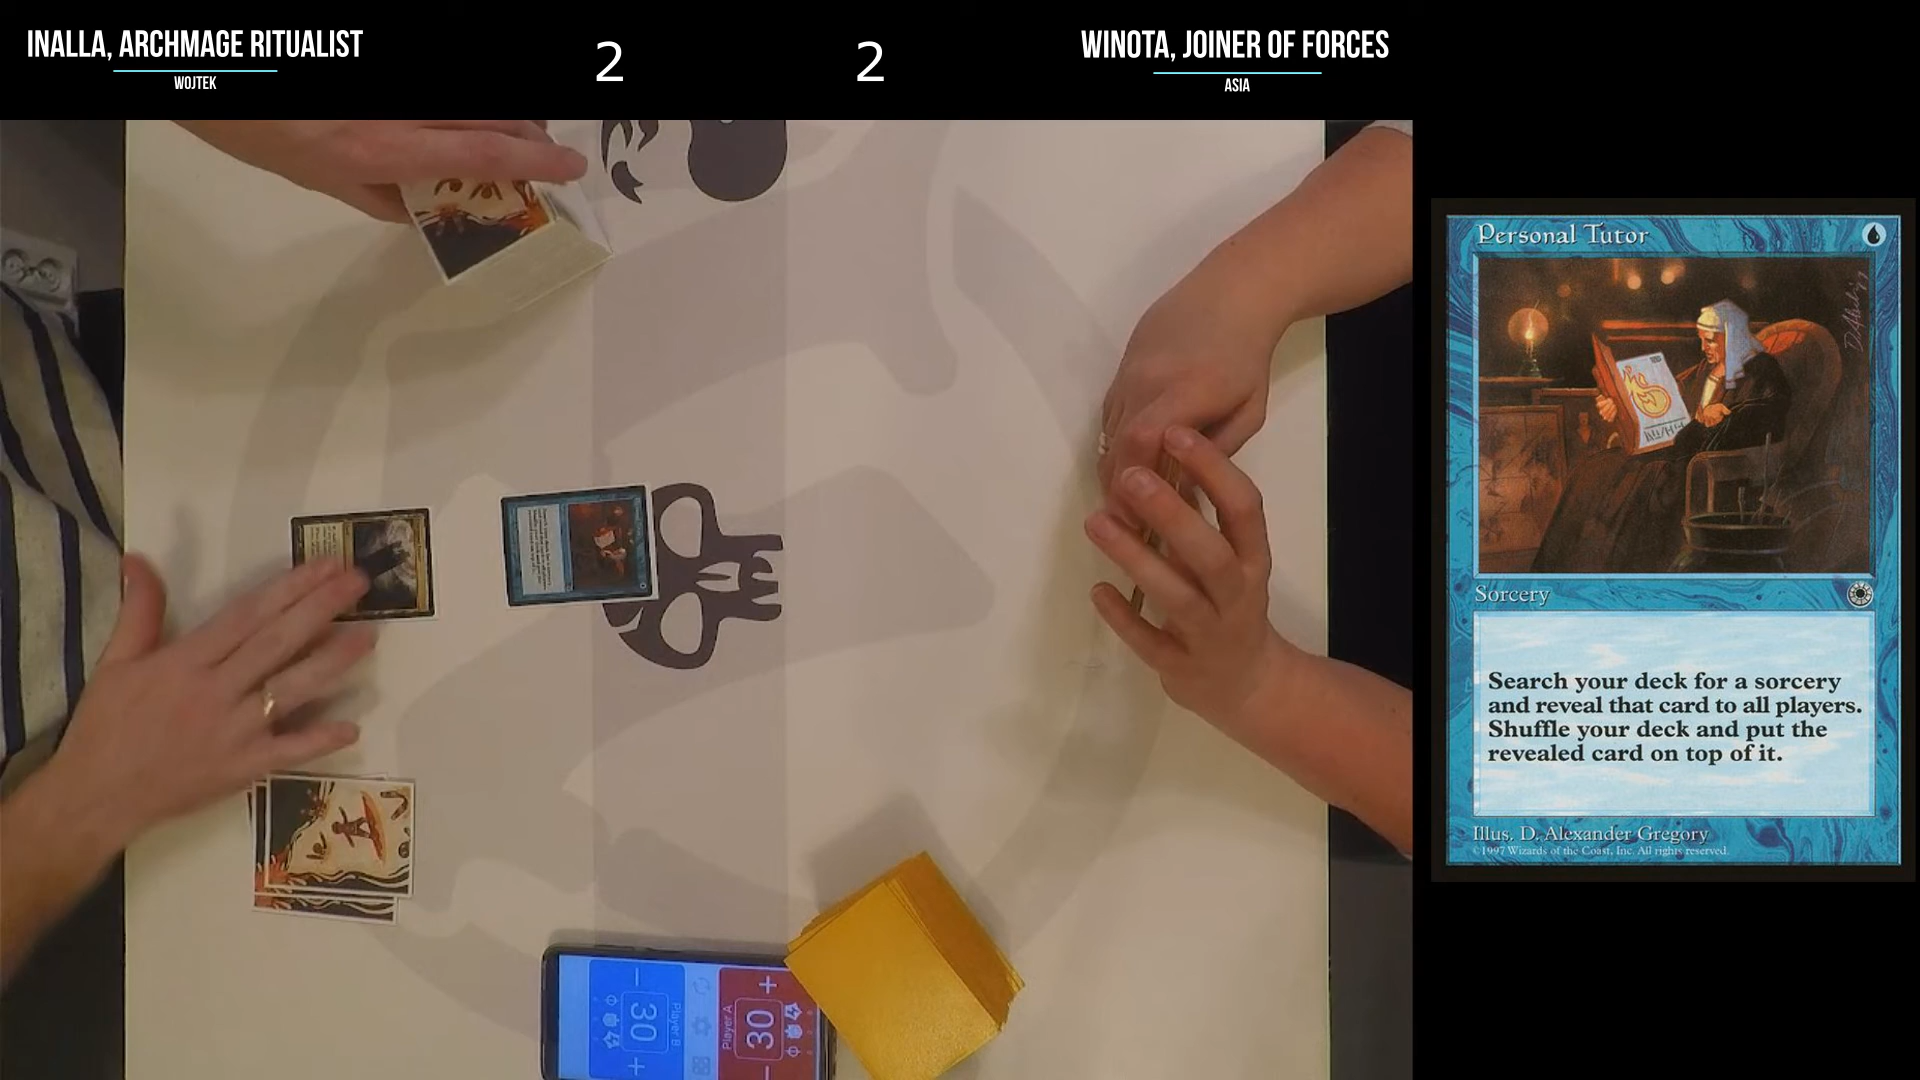 INALLA, ARCHMAGE RITUALIST
WOJTEK
2
2
WINOTA, JOINER OF FORCES
ASIA
Personal Tutor
Sorcery
Search your deck for a sorcery
and reveal that card to all players.
Shuffle your deck and put the
revealed card on top of it.
Illus. D. Alexander Gregory
©1997 Wizards of the Coast, Inc. All rights reserved.
Player B
30
Player A
30